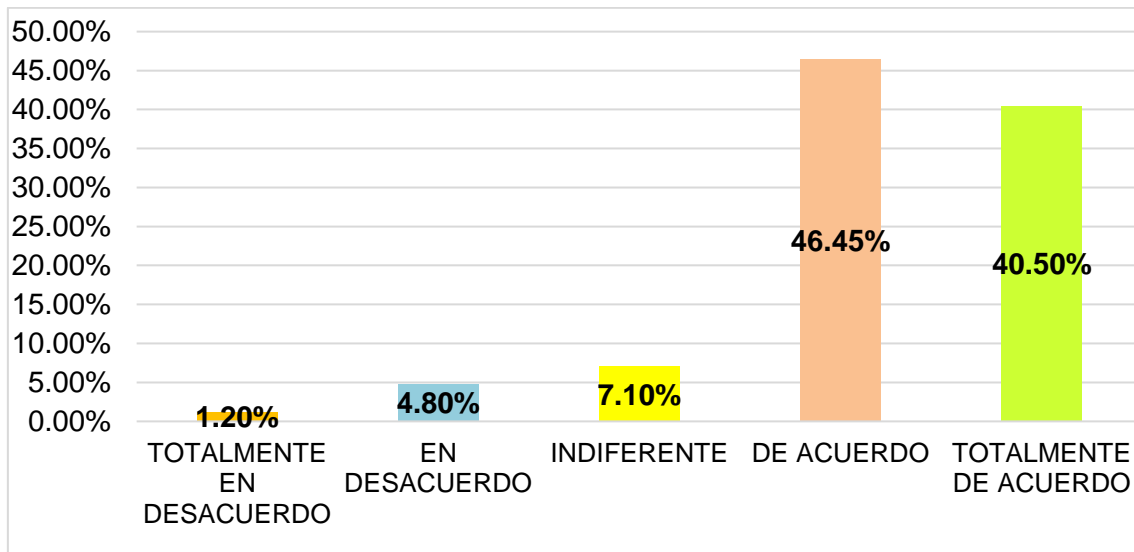 50.00%
45.00%
40.00%
35.00%
30.00%
25.00%
20.00%
15.00%
10.00%
5.00%
0.00%
1.20%
4.80%
7.10%
46.45%
40.50%
TOTALMENTE
EN
DESACUERDO
EN
DESACUERDO
INDIFERENTE
DE ACUERDO
TOTALMENTE
DE ACUERDO